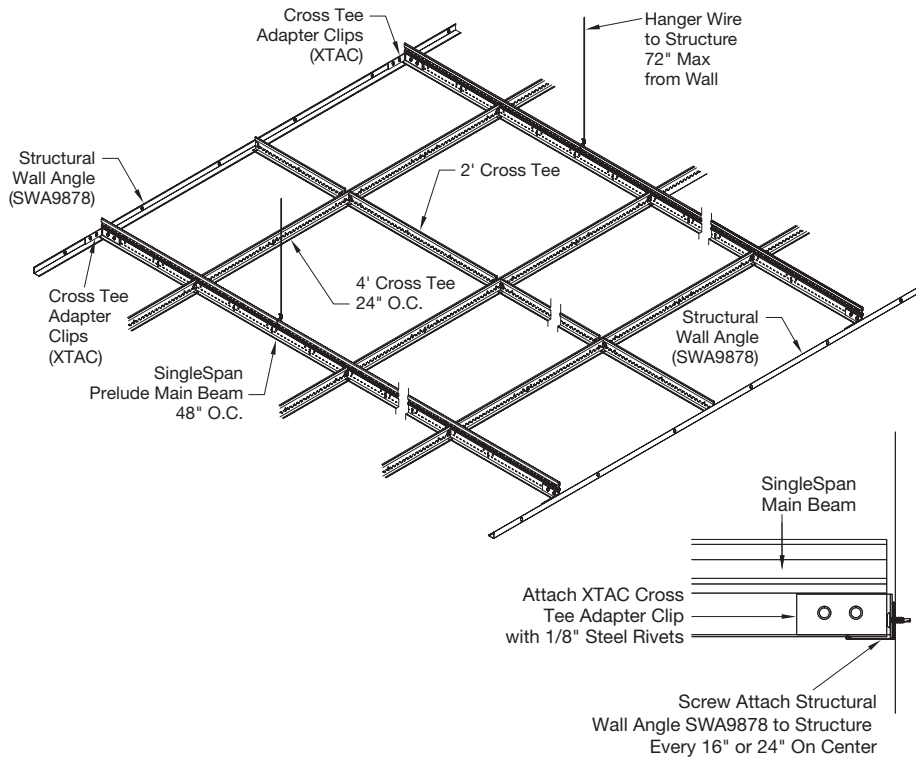 Cross Tee
Adapter Clips
(XTAC)
Hanger Wire
to Structure
72" Max
from Wall
Structural
Wall Angle
(SWA9878)
2' Cross Tee
4' Cross Tee
24" O.C.
Cross Tee
Adapter
Clips
(XTAC)
Structural
Wall Angle
(SWA9878)
SingleSpan
Prelude Main Beam
48" O.C.
SingleSpan
Main Beam
Attach XTAC Cross
Tee Adapter Clip
with 1/8" Steel Rivets
Screw Attach Structural
Wall Angle SWA9878 to Structure
Every 16" or 24" On Center